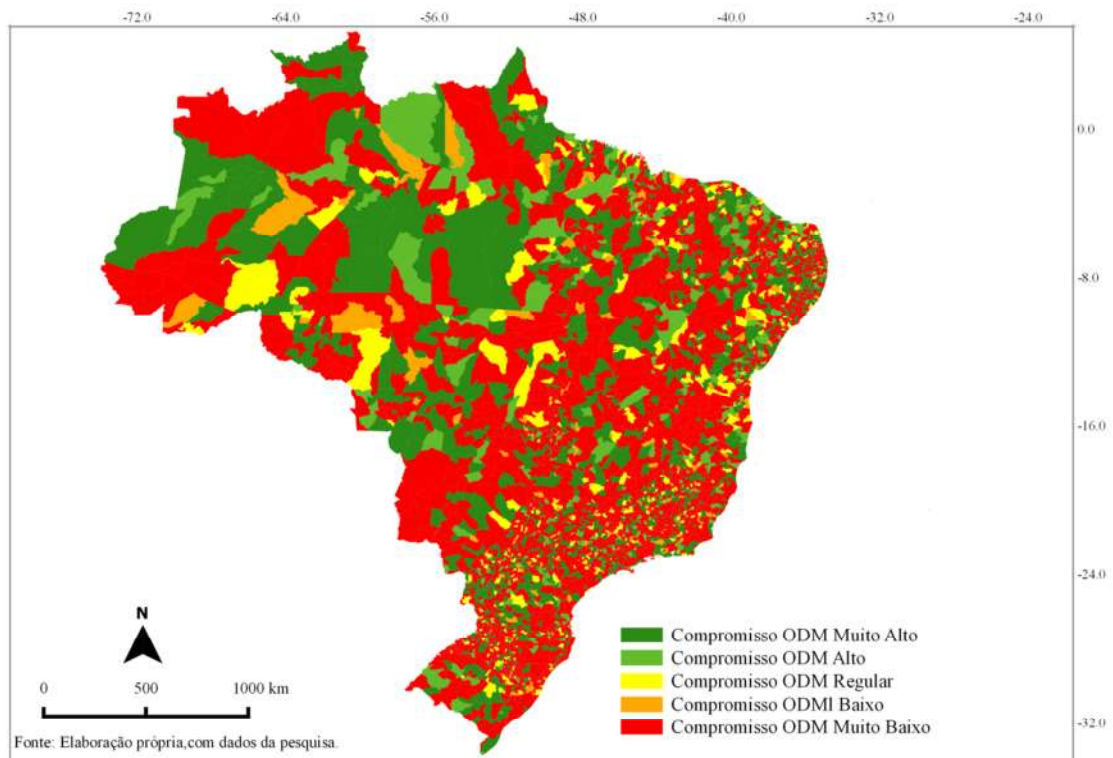 -72.0 -64.0 -56.0 -48.0 -40.0 -32.0 -24.0
0.0
-8.0
-16.0
-24.0
-32.0
N
0 500 1000 km
Compromisso ODM Muito Alto
Compromisso ODM Alto
Compromisso ODM Regular
Compromisso ODMl Baixo
Compromisso ODM Muito Baixo
Fonte: Elaboração própria,com dados da pesquisa.